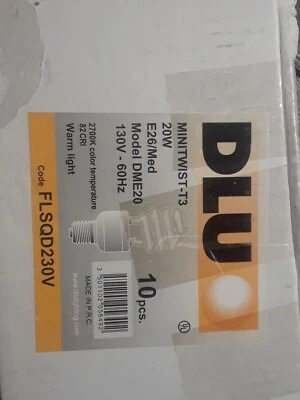 DLU
MINITWIST-T3
20W
E26/Med
Model DME20
130V - 60Hz
2700K color temperature
82CRI
Warm light
10 pcs.
UL
Code FLSQD230V
MADE IN P.R.C.